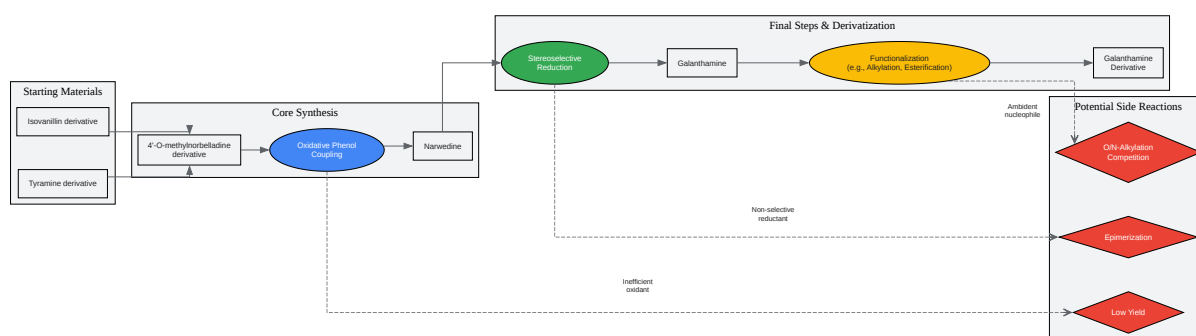 Final Steps & Derivatization
Stereoselective
Reduction
Galanthamine
Functionalization
(e.g., Alkylation, Esterification)
Galanthamine
Derivative
Starting Materials
Isovanillin derivative
Tyramine derivative
Core Synthesis
4'-O-methylnorbelladine
derivative
Oxidative Phenol
Coupling
Narwedine
Ambident
nucleophile
Potential Side Reactions
O/N-Alkylation
Competition
Non-selective
reductant
Epimerization
Inefficient
oxidant
Low Yield